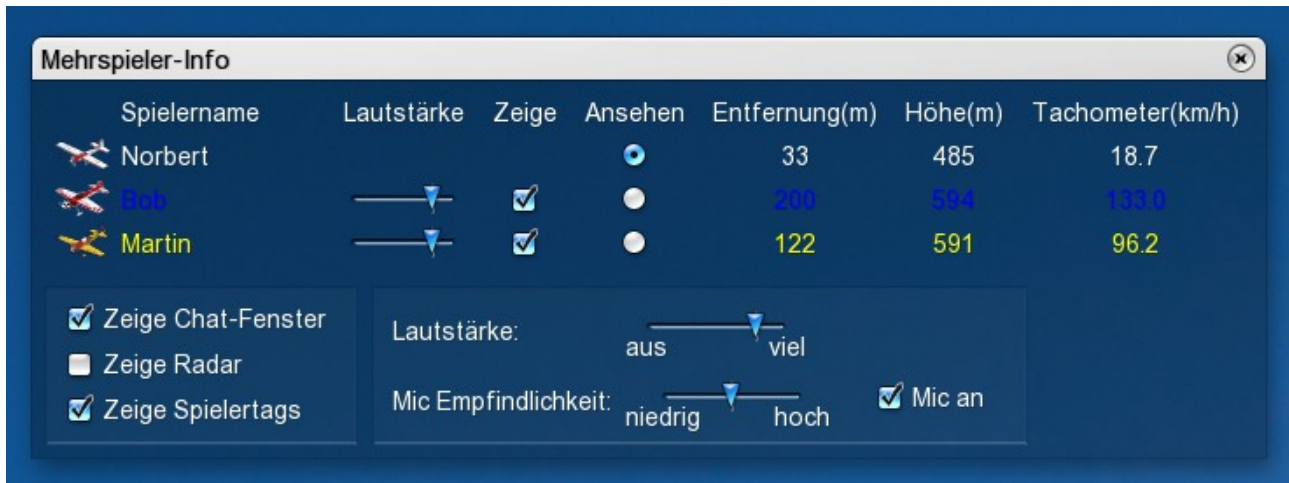 Mehrspieler-Info
Spielername Lautstärke Zeige Ansehen Entfernung(m) Höhe(m) Tachometer(km/h)
Norbert 33 485 18.7
Bob 200 594 133.0
Martin 122 591 96.2
Zeige Chat-Fenster
Zeige Radar
Zeige Spielertags
Lautstärke: aus viel
Mic Empfindlichkeit: niedrig hoch Mic an